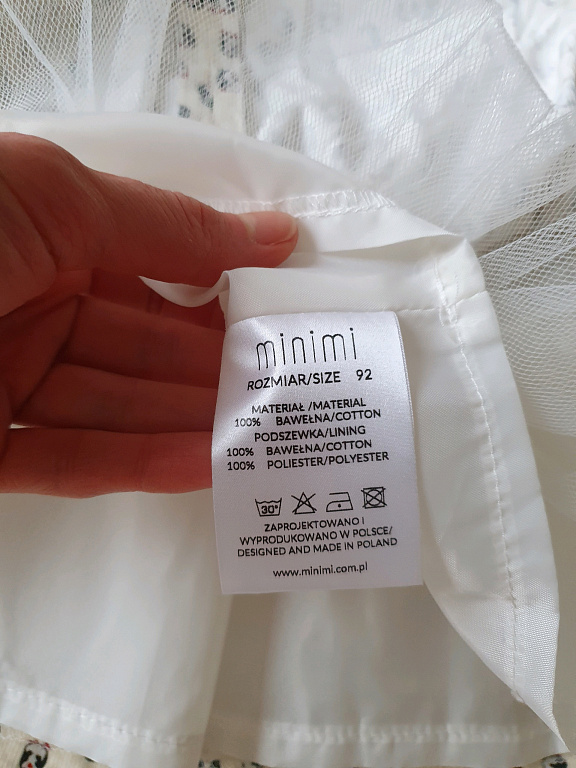 minimi
ROZMIAR/SIZE 92
MATERIAŁ /MATERIAL
100% BAWEŁNA/COTTON
PODSZEWKA/LINING
100% BAWEŁNA/COTTON
100% POLIESTER/POLYESTER
30°
ZAPROJEKTOWANO I
WYPRODUKOWANO W POLSCE/
DESIGNED AND MADE IN POLAND
www.minimi.com.pl